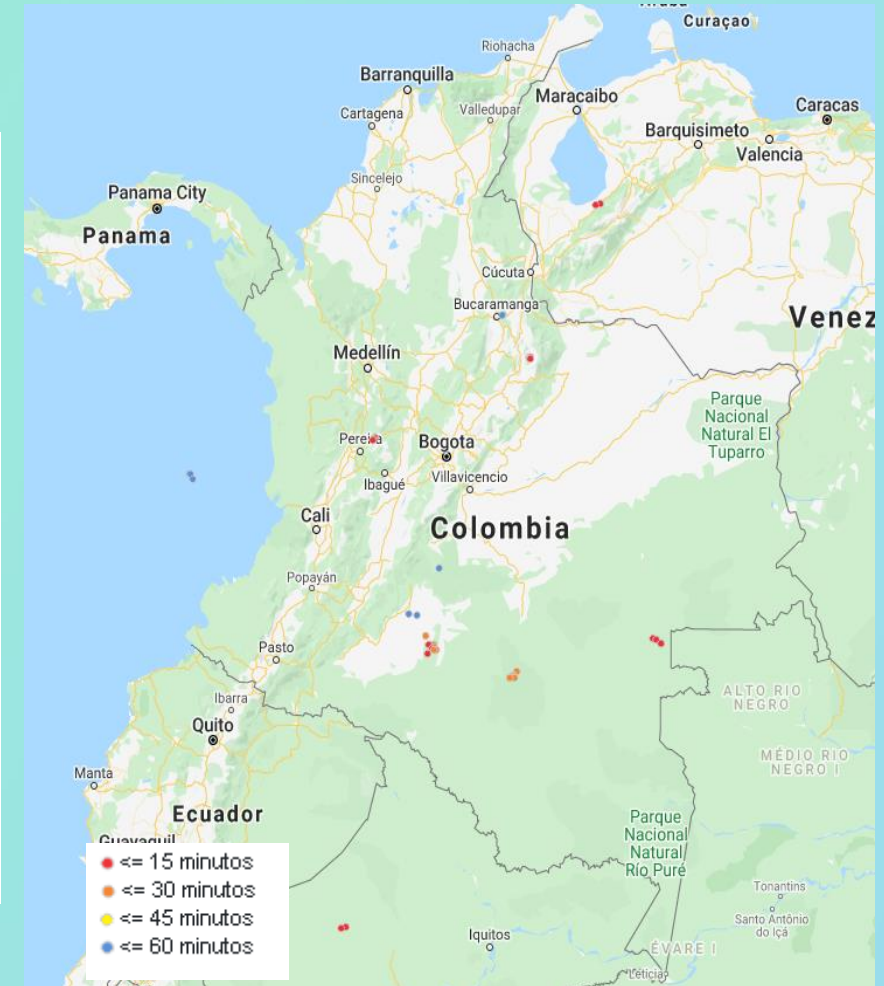 Aruba
Curaçao
Riohacha
Barranquilla
Maracaibo
Caracas
Cartagena
Valledupar
Barquisimeto
Valencia
Sincelejo
Panama City
Panama
Cúcuta
Bucaramanga
Venez
Medellín
Parque
Nacional
Natural El
Tuparro
Pereira
Bogota
Ibagué
Villavicencio
Cali
Colombia
Popayán
Pasto
Ibarra
ALTO RIO
NEGRO
Quito
MÉDIO RIO
NEGRO I
Manta
Ecuador
Parque
Nacional
Natural
Río Puré
Guayaquil
<= 15 minutos
<= 30 minutos
<= 45 minutos
<= 60 minutos
Tonantins
Santo Antônio
do Içá
Iquitos
ÉVARE I
Leticia